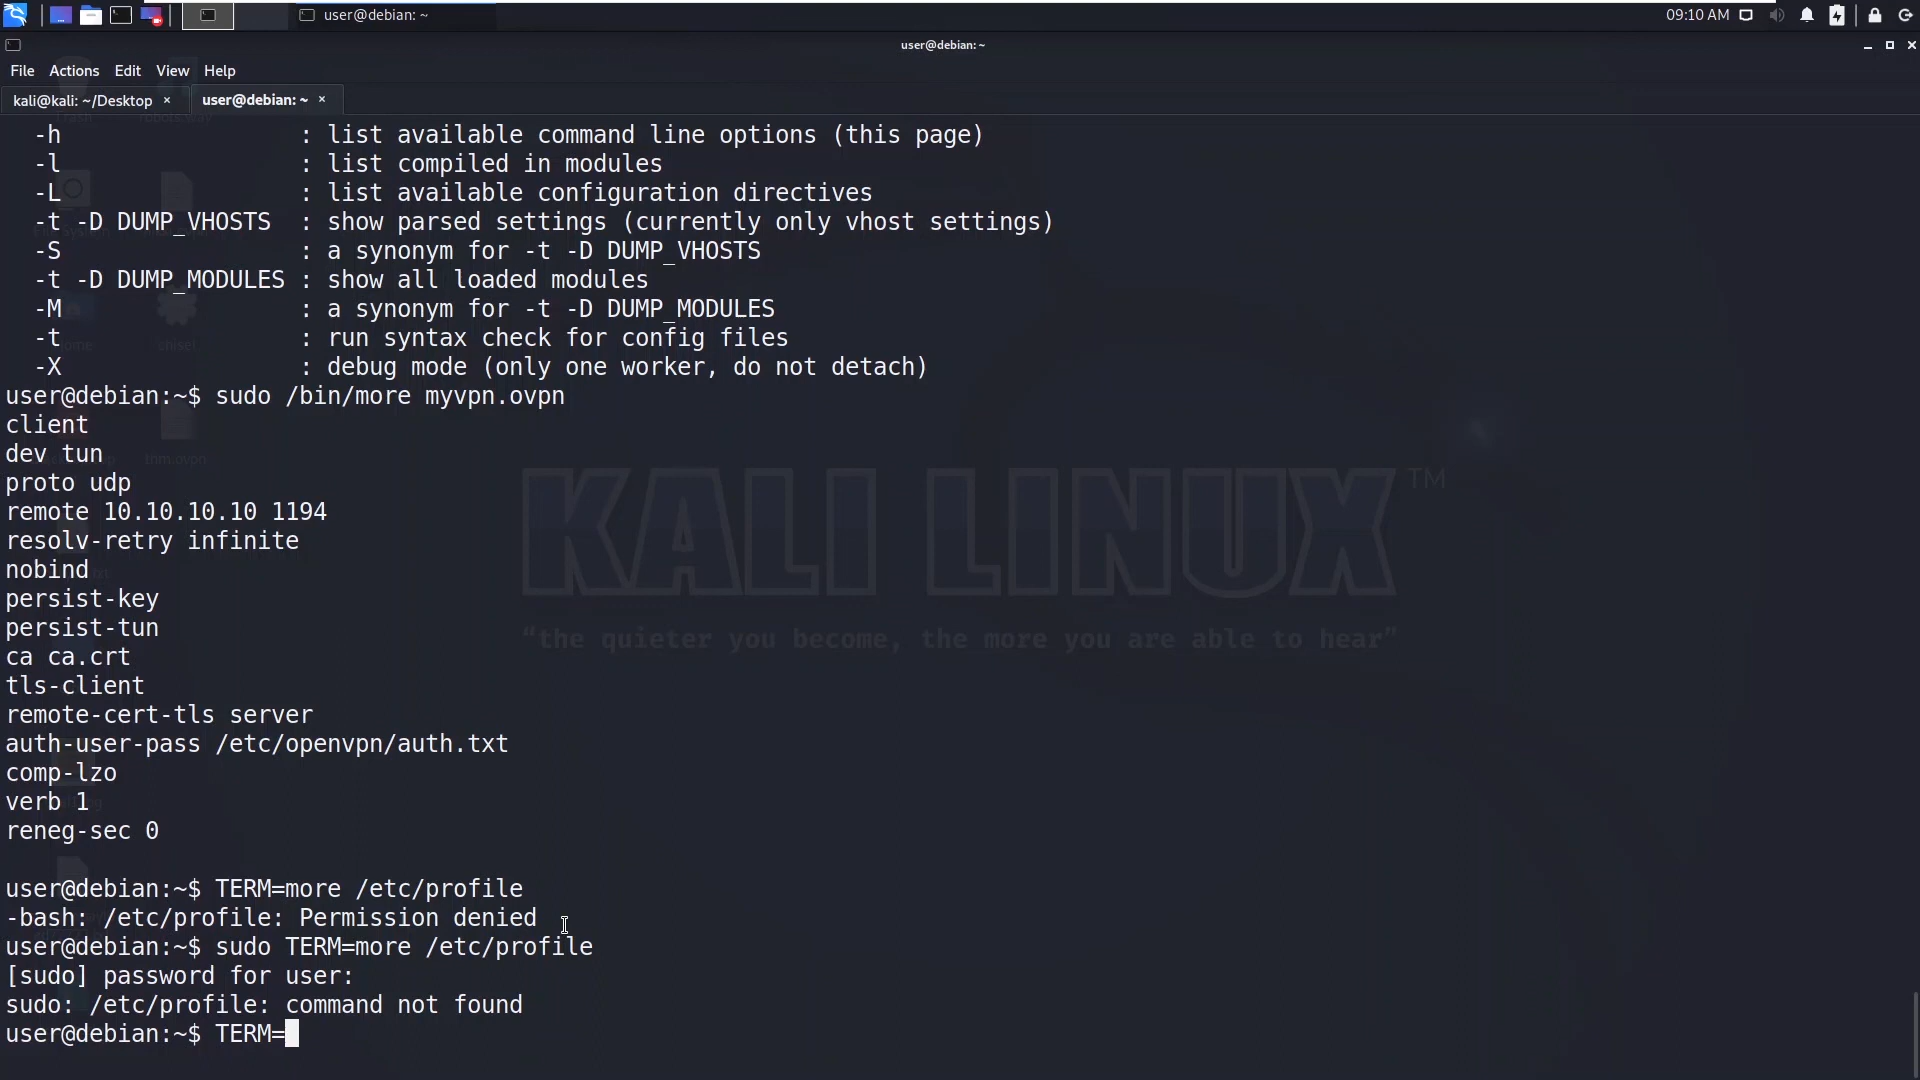 user@debian: ~
09:10 AM
user@debian: ~
File Actions Edit View Help
kali@kali: ~/Desktop × user@debian: ~ ×
-h : list available command line options (this page)
-l : list compiled in modules
-L : list available configuration directives
-t -D DUMP_VHOSTS : show parsed settings (currently only vhost settings)
-S : a synonym for -t -D DUMP_VHOSTS
-t -D DUMP_MODULES : show all loaded modules
-M : a synonym for -t -D DUMP_MODULES
-t : run syntax check for config files
-X : debug mode (only one worker, do not detach)
user@debian:~$ sudo /bin/more myvpn.ovpn
client
dev tun
proto udp
remote 10.10.10.10 1194
resolv-retry infinite
nobind
persist-key
persist-tun
ca ca.crt
tls-client
remote-cert-tls server
auth-user-pass /etc/openvpn/auth.txt
comp-lzo
verb 1
reneg-sec 0
user@debian:~$ TERM=more /etc/profile
-bash: /etc/profile: Permission denied
user@debian:~$ sudo TERM=more /etc/profile
[sudo] password for user:
sudo: /etc/profile: command not found
user@debian:~$ TERM=
KALI LINUX ™
“the quieter you become, the more you are able to hear”
chisel
thm.ovpn